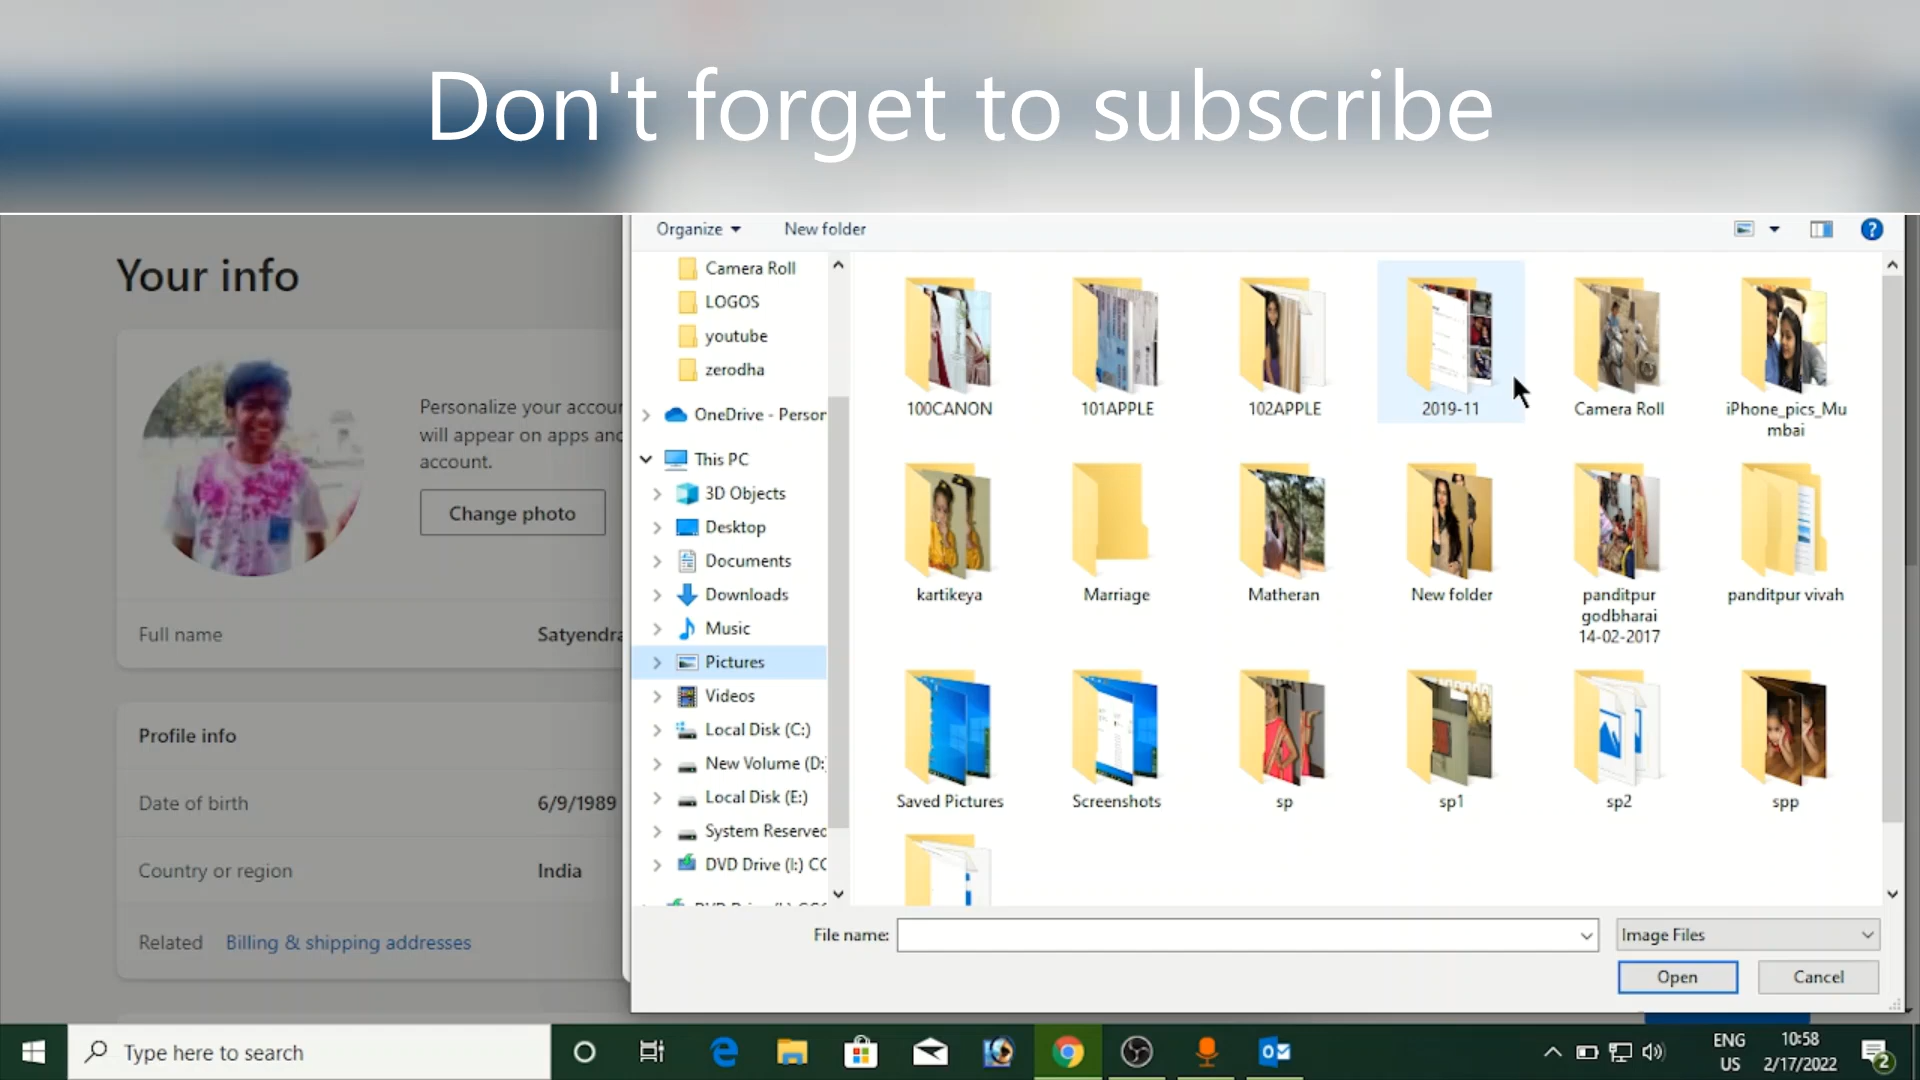 Don't forget to subscribe
Organize
New folder
Your info
Personalize your accoun
will appear on apps and
account.
Change photo
Full name
Satyendra
Profile info
Date of birth
6/9/1989
Country or region
India
Related
Billing & shipping addresses
Camera Roll
LOGOS
youtube
zerodha
OneDrive - Person
This PC
3D Objects
Desktop
Documents
Downloads
Music
Pictures
Videos
Local Disk (C:)
New Volume (D:)
Local Disk (E:)
System Reserved
DVD Drive (I:) CC
100CANON
101APPLE
102APPLE
2019-11
Camera Roll
iPhone_pics_Mu
mbai
kartikeya
Marriage
Matheran
New folder
panditpur
godbharai
14-02-2017
panditpur vivah
Saved Pictures
Screenshots
sp
sp1
sp2
spp
File name:
Image Files
Open
Cancel
Type here to search
ENG
US
10:58
2/17/2022
2